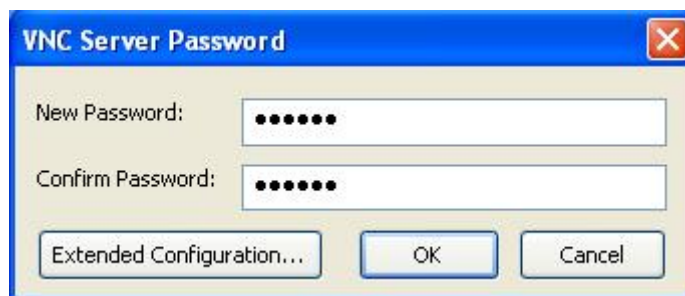 VNC Server Password
New Password: ●●●●●●
Confirm Password: ●●●●●●
Extended Configuration... OK Cancel